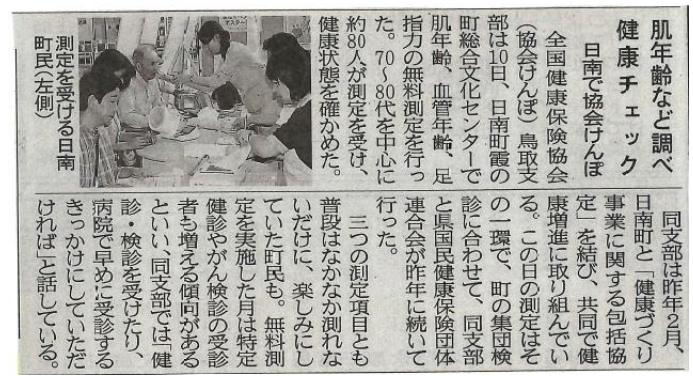 肌年齢など調べ
健康チェック
日南で協会けんぽ
全国健康保険協会
（協会けんぽ）鳥取支
部は10日、日南町霞の
町総合文化センターで
肌年齢、血管年齢、足
指力の無料測定を行っ
た。70～80代を中心に
約80人が測定を受け、
健康状態を確かめた。
測定を受ける日南
町民（左側）
同支部は昨年2月、
日南町と「健康づくり
事業に関する包括協
定」を結び、共同で健
康増進に取り組んでい
る。この日の測定はそ
の一環で、町の集団検
診に合わせて、同支部
と県国民健康保険団体
連合会が昨年に続いて
行った。
三つの測定項目とも
普段はなかなか測れな
いだけに、楽しみにし
ていた町民も。無料測
定を実施した月は特定
健診やがん検診の受診
者も増える傾向がある
といい、同支部では「健
診・検診を受けたり、
病院で早めに受診する
きっかけにしていただ
ければ」と話している。